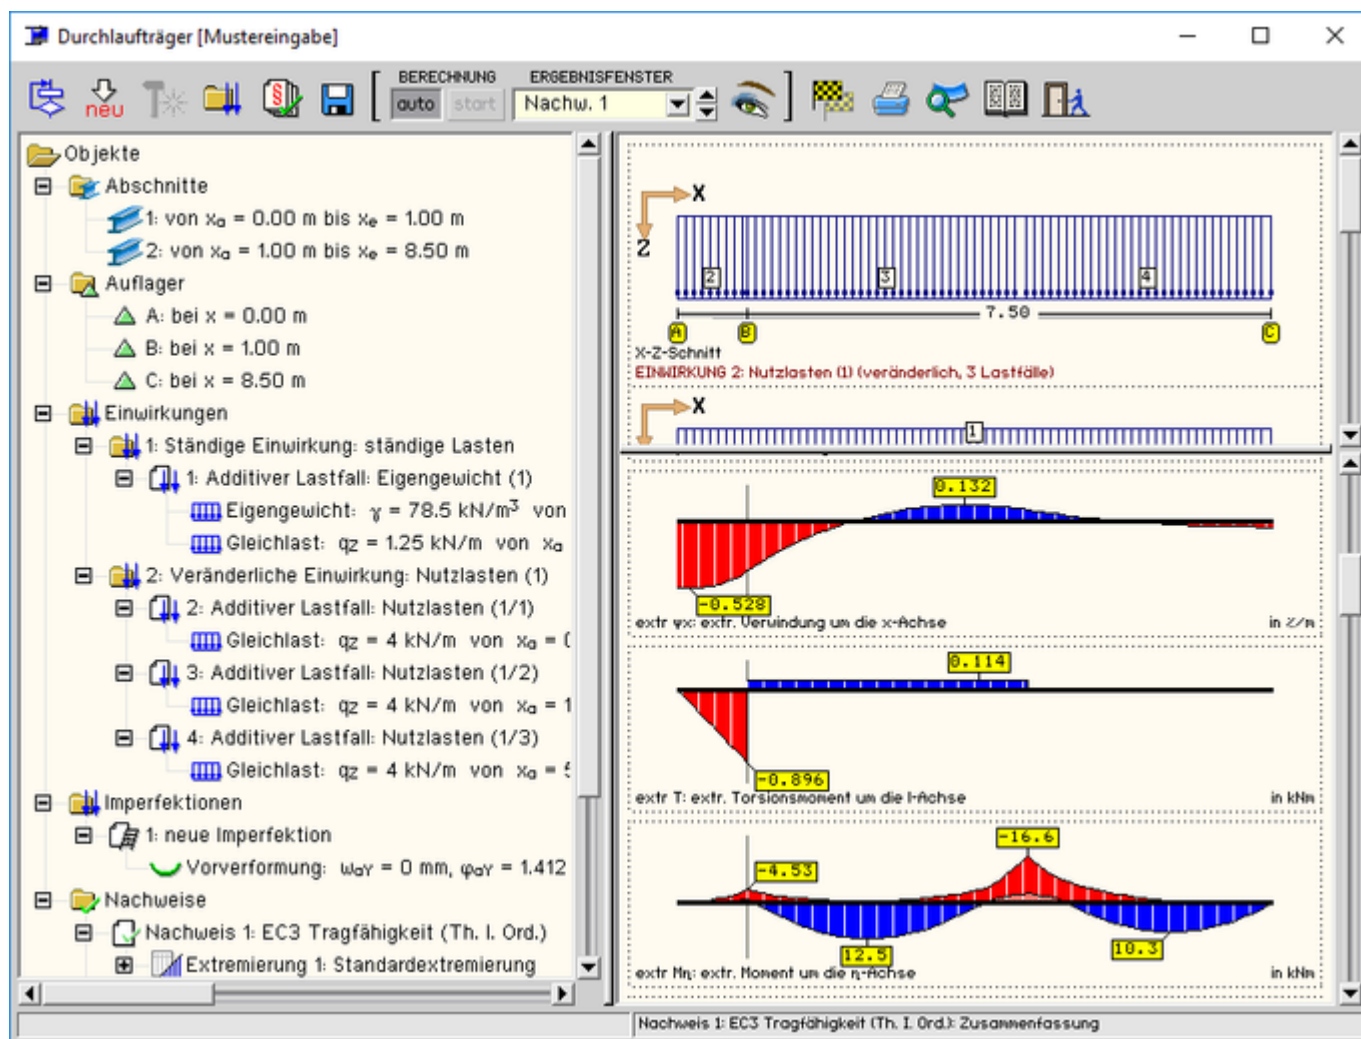 Durchlaufträger [Mustereingabe]
BERECHNUNG ERGEBNISFENSTER
neu auto start Nachw. 1
Objekte
Abschnitte
1: von xa = 0.00 m bis xe = 1.00 m
2: von xa = 1.00 m bis xe = 8.50 m
Auflager
A: bei x = 0.00 m
B: bei x = 1.00 m
C: bei x = 8.50 m
Einwirkungen
1: Ständige Einwirkung: ständige Lasten
1: Additiver Lastfall: Eigengewicht (1)
Eigengewicht: γ = 78.5 kN/m³ von
Gleichlast: qz = 1.25 kN/m von xa
2: Veränderliche Einwirkung: Nutzlasten (1)
2: Additiver Lastfall: Nutzlasten (1/1)
Gleichlast: qz = 4 kN/m von xa = 0
3: Additiver Lastfall: Nutzlasten (1/2)
Gleichlast: qz = 4 kN/m von xa = 1
4: Additiver Lastfall: Nutzlasten (1/3)
Gleichlast: qz = 4 kN/m von xa = 5
Imperfektionen
1: neue Imperfektion
Vorverformung: ωaY = 0 mm, φaY = 1.412
Nachweise
Nachweis 1: EC3 Tragfähigkeit (Th. I. Ord.)
Extremierung 1: Standardextremierung
X
Z
2 3 4
7.50
A B C
X-Z-Schnitt
EINWIRKUNG 2: Nutzlasten (1) (veränderlich, 3 Lastfälle)
X
1
0.132
-0.528
extr ψx: extr. Verwindung um die x-Achse in
0.114
-0.896
extr T: extr. Torsionsmoment um die l-Achse in kNm
-16.6
-4.53
12.5
10.3
extr Mη: extr. Moment um die η-Achse in kNm
Nachweis 1: EC3 Tragfähigkeit (Th. I. Ord.): Zusammenfassung